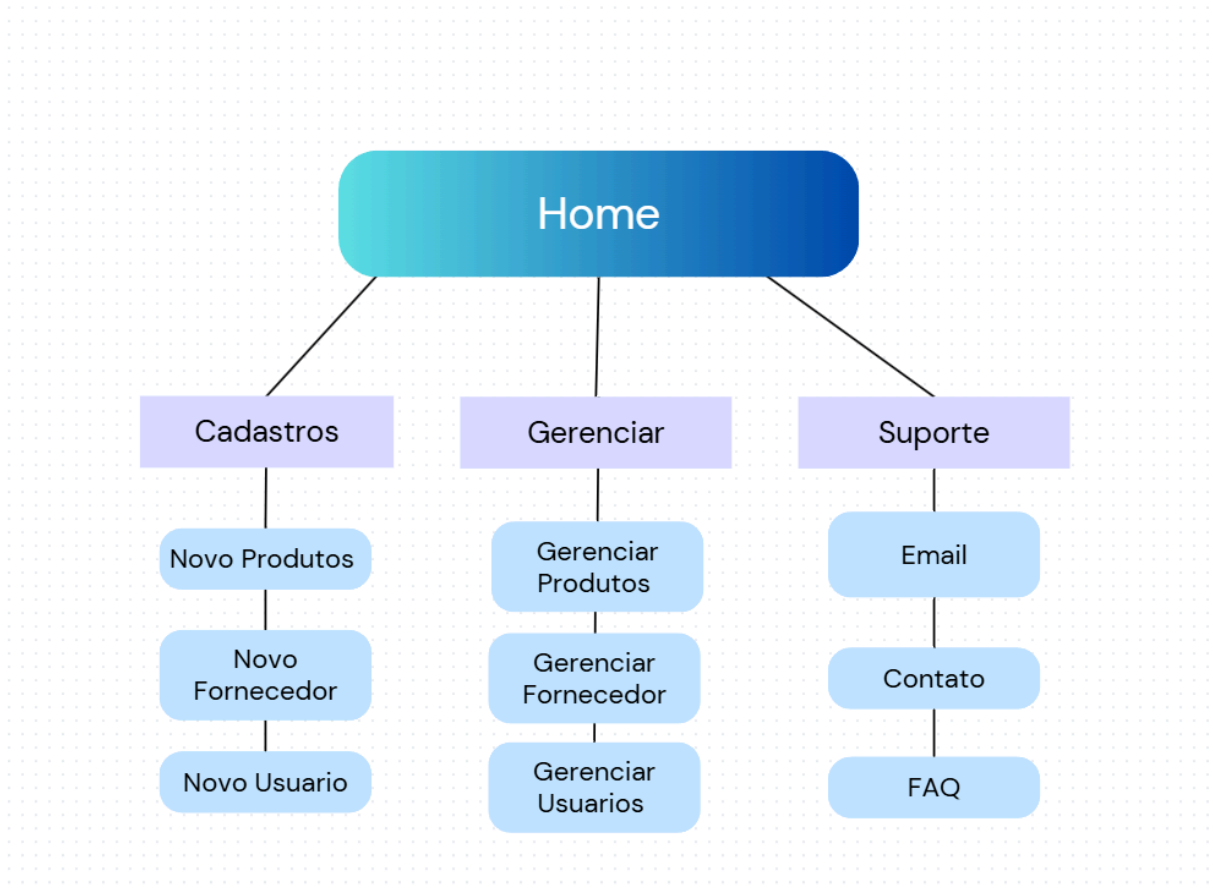 Home
Cadastros
Novo Produtos
Novo
Fornecedor
Novo Usuario
Gerenciar
Gerenciar
Produtos
Gerenciar
Fornecedor
Gerenciar
Usuarios
Suporte
Email
Contato
FAQ